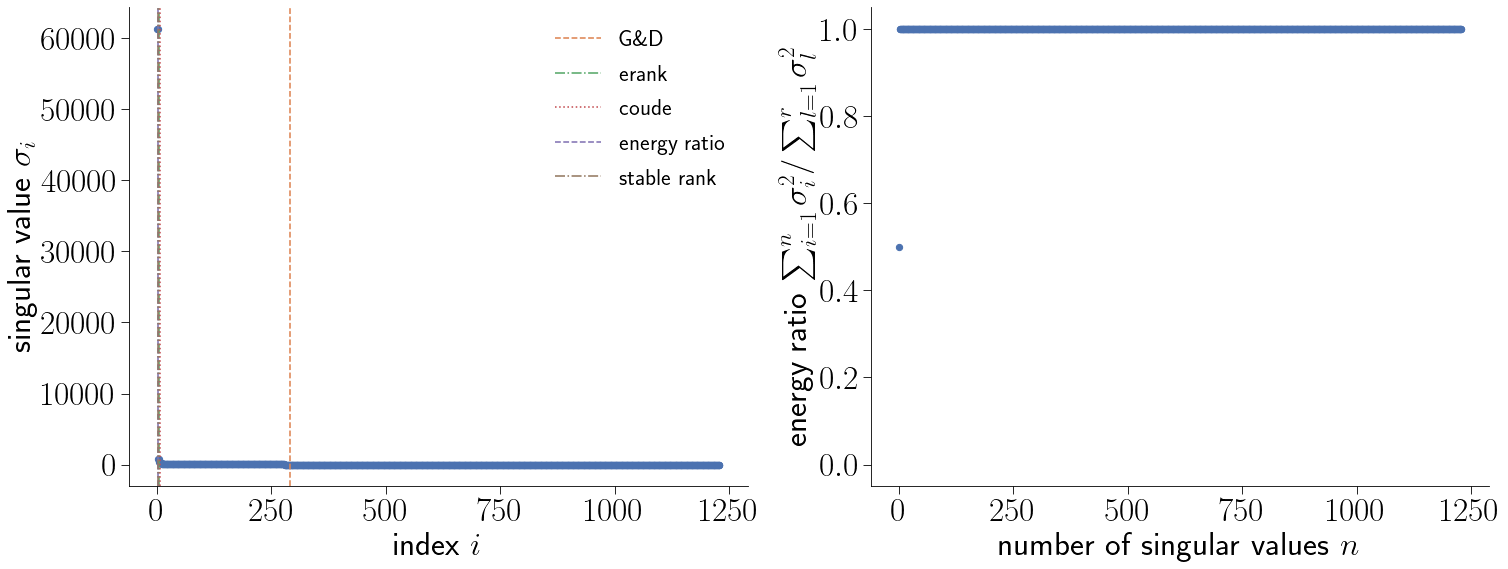 60000
50000
40000
30000
20000
10000
0
singular value σ_i
0 250 500 750 1000 1250
index i
G&D
erank
coude
energy ratio
stable rank
1.0
0.8
0.6
0.4
0.2
0.0
energy ratio ∑_{i=1}^{n} σ_i^2 / ∑_{l=1}^{r} σ_l^2
0 250 500 750 1000 1250
number of singular values n